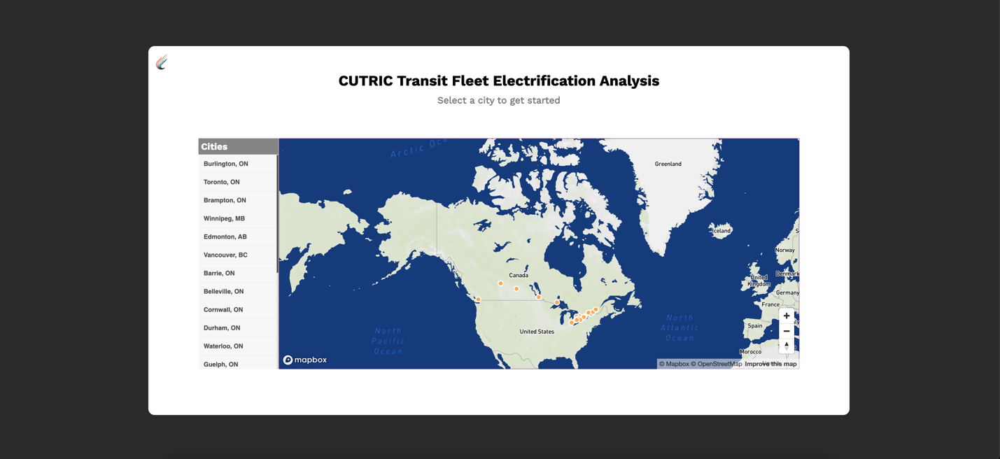 CUTRIC Transit Fleet Electrification Analysis
Select a city to get started
Cities
Burlington, ON
Toronto, ON
Brampton, ON
Winnipeg, MB
Edmonton, AB
Vancouver, BC
Barrie, ON
Belleville, ON
Cornwall, ON
Durham, ON
Waterloo, ON
Guelph, ON
Arctic
Greenland
Iceland
Norway
United
Kingdom
Denmark
Germany
France
Spain
Morocco
Canada
United States
North
Pacific
Ocean
North
Atlantic
Ocean
mapbox
© Mapbox © OpenStreetMap Improve this map